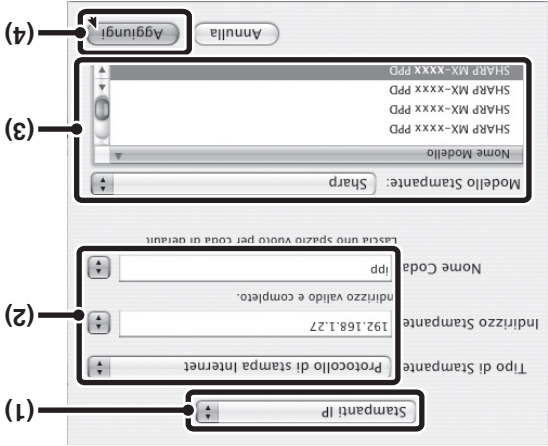 (1)
Stampanti IP
Tipo di Stampante: Protocollo di stampa Internet
(2)
Indirizzo Stampante: 192.168.1.27
Indirizzo valido e completo.
Nome Coda: ipp
Lascia uno spazio vuoto per coda di default
(3)
Modello Stampante: Sharp
Nome Modello
SHARP MX-xxxx PPD
SHARP MX-xxxx PPD
SHARP MX-xxxx PPD
SHARP MX-xxxx PPD
(4)
Annulla
Aggiungi